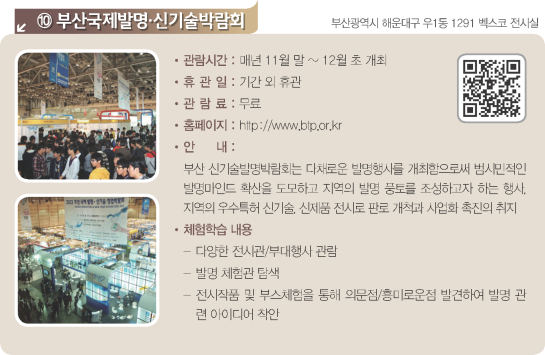 ⑩ 부산국제발명·신기술박람회
부산광역시 해운대구 우1동 1291 벡스코 전시실
• 관람시간 : 매년 11월 말 ~ 12월 초 개최
• 휴 관 일 : 기간 외 휴관
• 관 람 료 : 무료
• 홈페이지 : http://www.btp.or.kr
• 안 내 :
부산 신기술발명박람회는 다채로운 발명행사를 개최함으로써 범시민적인
발명마인드 확산을 도모하고 지역의 발명 풍토를 조성하고자 하는 행사.
지역의 우수특허 신기술, 신제품 전시로 판로 개척과 사업화 촉진의 취지
• 체험학습 내용
– 다양한 전시관/부대행사 관람
– 발명 체험관 탐색
– 전시작품 및 부스체험을 통해 의문점/흥미로운점 발견하여 발명 관
련 아이디어 착안